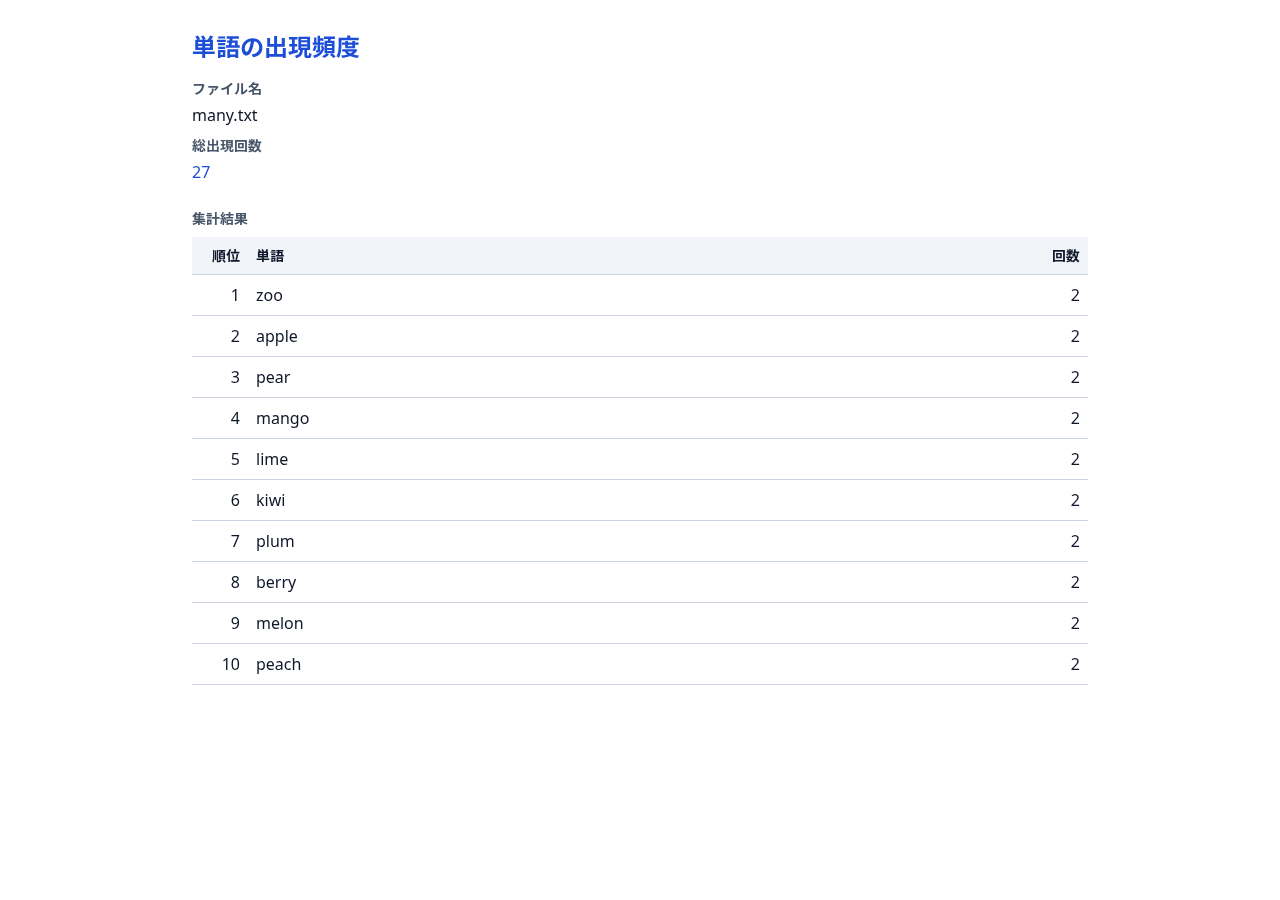 単語の出現頻度
ファイル名
many.txt
総出現回数
27
集計結果
順位 単語 回数
1 zoo 2
2 apple 2
3 pear 2
4 mango 2
5 lime 2
6 kiwi 2
7 plum 2
8 berry 2
9 melon 2
10 peach 2